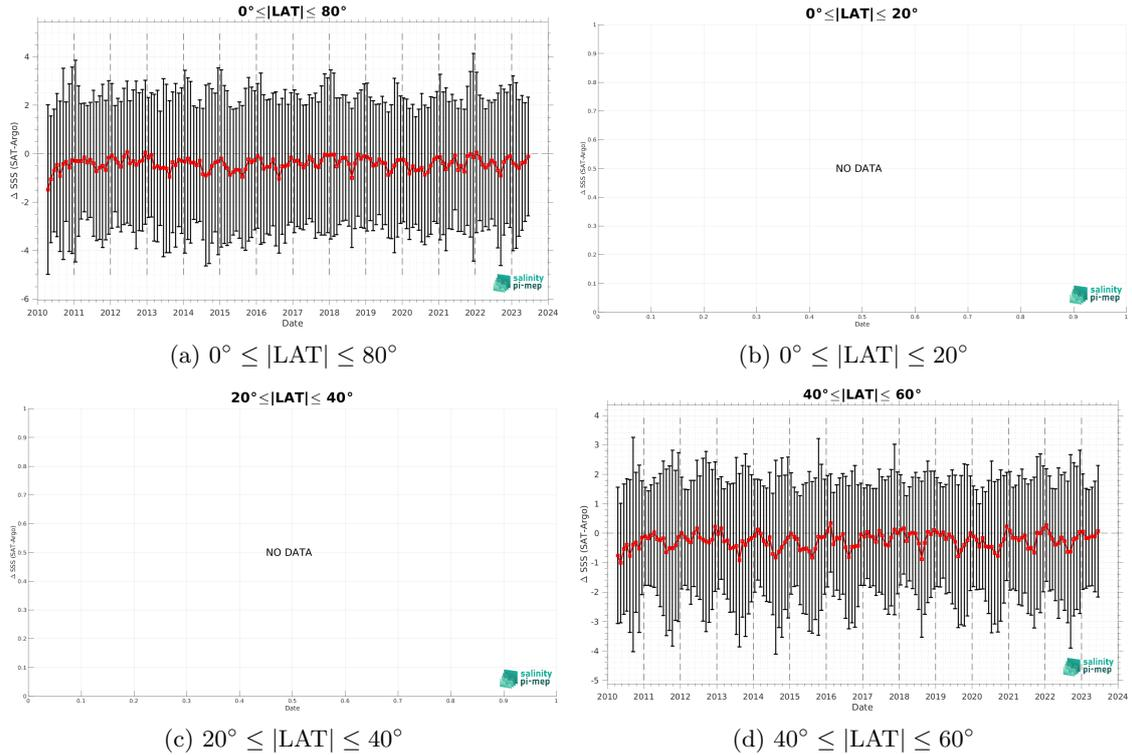 0°≤|LAT|≤ 80°
4
2
0
-2
-4
-6
Δ SSS (SAT-Argo)
2010 2011 2012 2013 2014 2015 2016 2017 2018 2019 2020 2021 2022 2023 2024
Date
salinity
pi-mep
(a) 0° ≤ |LAT| ≤ 80°
0°≤|LAT|≤ 20°
1
0.9
0.8
0.7
0.6
0.5
0.4
0.3
0.2
0.1
0
Δ SSS (SAT-Argo)
NO DATA
0 0.1 0.2 0.3 0.4 0.5 0.6 0.7 0.8 0.9 1
Date
salinity
pi-mep
(b) 0° ≤ |LAT| ≤ 20°
20°≤|LAT|≤ 40°
1
0.9
0.8
0.7
0.6
0.5
0.4
0.3
0.2
0.1
0
Δ SSS (SAT-Argo)
NO DATA
0 0.1 0.2 0.3 0.4 0.5 0.6 0.7 0.8 0.9 1
Date
salinity
pi-mep
(c) 20° ≤ |LAT| ≤ 40°
40°≤|LAT|≤ 60°
4
3
2
1
0
-1
-2
-3
-4
-5
Δ SSS (SAT-Argo)
2010 2011 2012 2013 2014 2015 2016 2017 2018 2019 2020 2021 2022 2023 2024
Date
salinity
pi-mep
(d) 40° ≤ |LAT| ≤ 60°